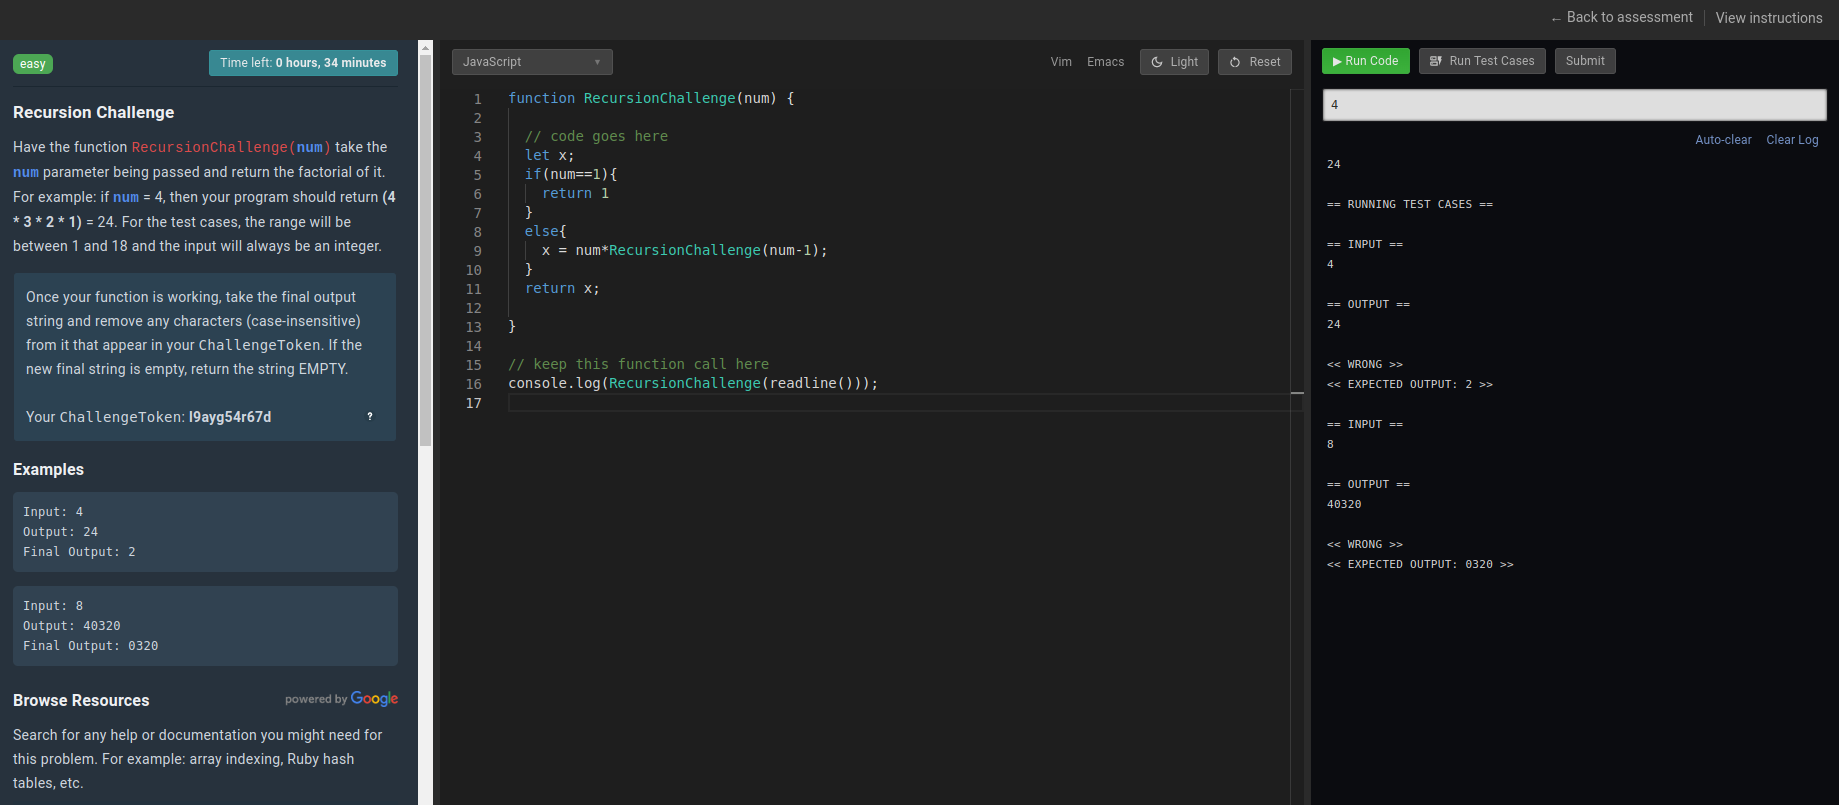 ← Back to assessment
View instructions
easy
Time left: 0 hours, 34 minutes
Recursion Challenge
Have the function RecursionChallenge(num) take the
num parameter being passed and return the factorial of it.
For example: if num = 4, then your program should return (4
* 3 * 2 * 1) = 24. For the test cases, the range will be
between 1 and 18 and the input will always be an integer.
Once your function is working, take the final output
string and remove any characters (case-insensitive)
from it that appear in your ChallengeToken. If the
new final string is empty, return the string EMPTY.
Your ChallengeToken: l9ayg54r67d
?
Examples
Input: 4
Output: 24
Final Output: 2
Input: 8
Output: 40320
Final Output: 0320
Browse Resources
powered by Google
Search for any help or documentation you might need for
this problem. For example: array indexing, Ruby hash
tables, etc.
JavaScript
Vim
Emacs
Light
Reset
1 function RecursionChallenge(num) {
2
3 // code goes here
4 let x;
5 if(num==1){
6 return 1
7 }
8 else{
9 x = num*RecursionChallenge(num-1);
10 }
11 return x;
12
13 }
14
15 // keep this function call here
16 console.log(RecursionChallenge(readline()));
17
Run Code
Run Test Cases
Submit
4
Auto-clear
Clear Log
24
== RUNNING TEST CASES ==
== INPUT ==
4
== OUTPUT ==
24
<< WRONG >>
<< EXPECTED OUTPUT: 2 >>
== INPUT ==
8
== OUTPUT ==
40320
<< WRONG >>
<< EXPECTED OUTPUT: 0320 >>